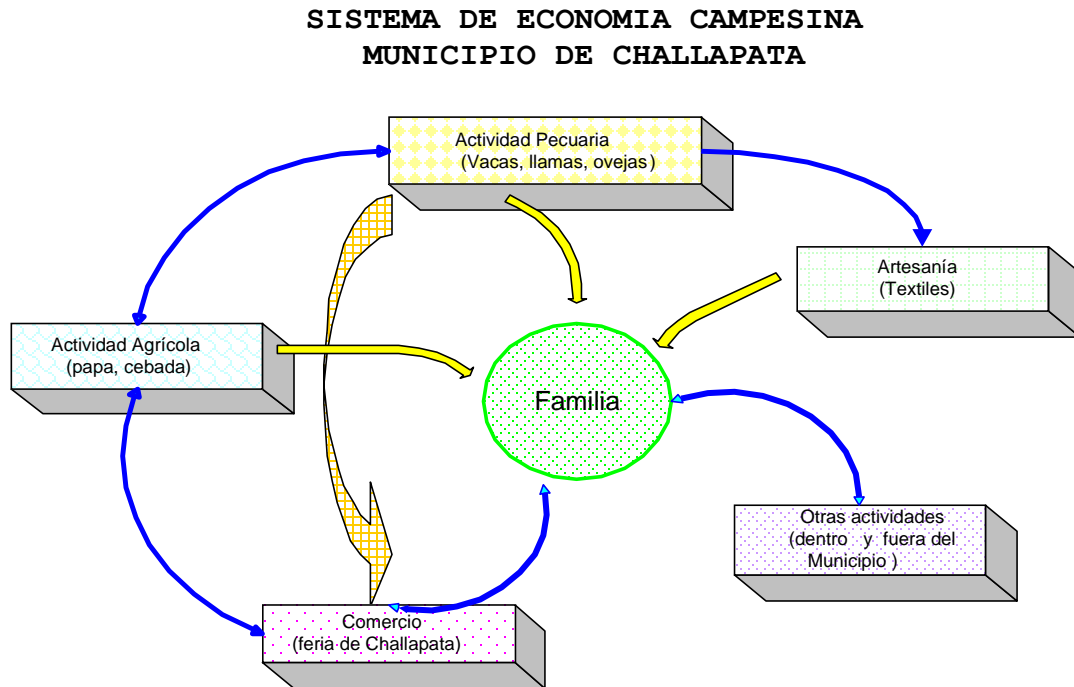 SISTEMA DE ECONOMIA CAMPESINA
MUNICIPIO DE CHALLAPATA
Actividad Pecuaria
(Vacas, llamas, ovejas)
Artesanía
(Textiles)
Actividad Agrícola
(papa, cebada)
Familia
Otras actividades
(dentro y fuera del
Municipio )
Comercio
(feria de Challapata)